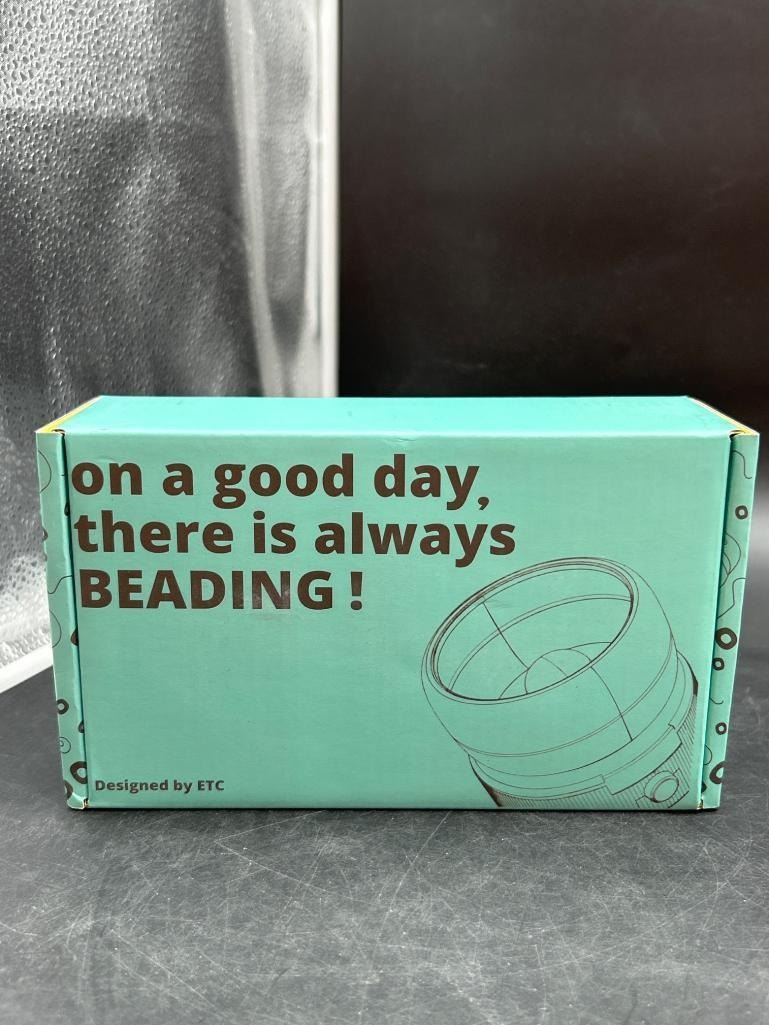 on a good day,
there is always
BEADING !
Designed by ETC